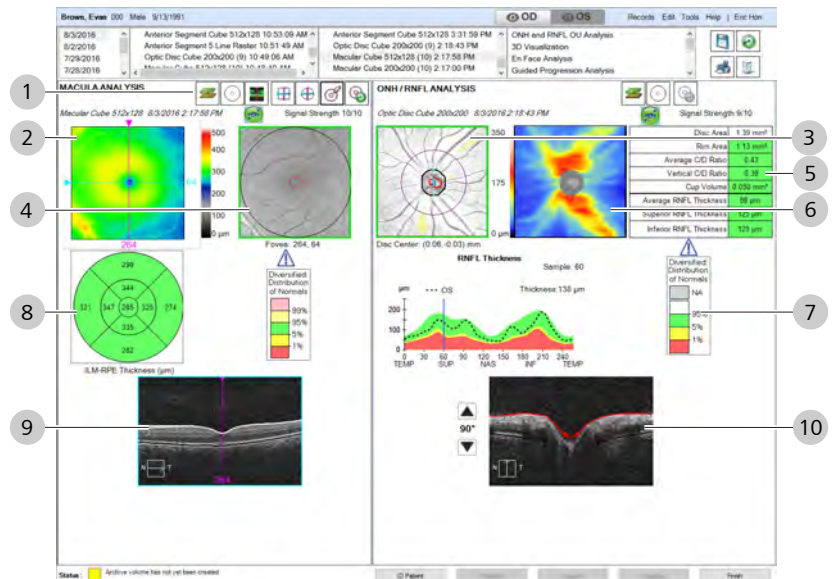 Brown, Evan 000 Male 9/13/1991
OD
OS
Records Edit Tools Help
8/3/2016
8/2/2016
7/29/2016
7/28/2016
Anterior Segment Cube 512x128 10:53:09 AM
Anterior Segment 5 Line Raster 10:51:49 AM
Optic Disc Cube 200x200 (9) 10:49:06 AM
Anterior Segment Cube 512x128 3:31:59 PM
Optic Disc Cube 200x200 (9) 2:18:43 PM
Macular Cube 512x128 (10) 2:17:58 PM
Macular Cube 200x200 (10) 2:17:00 PM
ONH and RNFL OU Analysis
3D Visualization
En Face Analysis
Guided Progression Analysis
1
MACULA ANALYSIS
Macular Cube 512x128 8/3/2016 2:17:58 PM
Signal Strength 10/10
2
500
400
300
200
100
0 µm
64
264
4
Fovea: 264, 64
8
299
344
321 347 285 328 274
335
282
ILM-RPE Thickness (µm)
Diversified
Distribution
of Normals
99%
95%
5%
1%
9
N T
264
ONH / RNFL ANALYSIS
Optic Disc Cube 200x200 8/3/2016 2:18:43 PM
Signal Strength 9/10
3
350
175
0 µm
Disc Center: (0.06,-0.03) mm
Disc Area 1.39 mm²
Rim Area 1.13 mm²
Average C/D Ratio 0.43
Vertical C/D Ratio 0.39
Cup Volume 0.050 mm³
Average RNFL Thickness 98 µm
Superior RNFL Thickness 125 µm
Inferior RNFL Thickness 129 µm
5
6
RNFL Thickness
Sample: 60
µm --- OS
Thickness 138 µm
200
100
0
0 30 60 90 120 150 180 210 240
TEMP SUP NAS INF TEMP
Diversified
Distribution
of Normals
NA
95%
5%
1%
7
90°
N T
10
Status: Archive volume has not yet been created
ID Patient
Finish